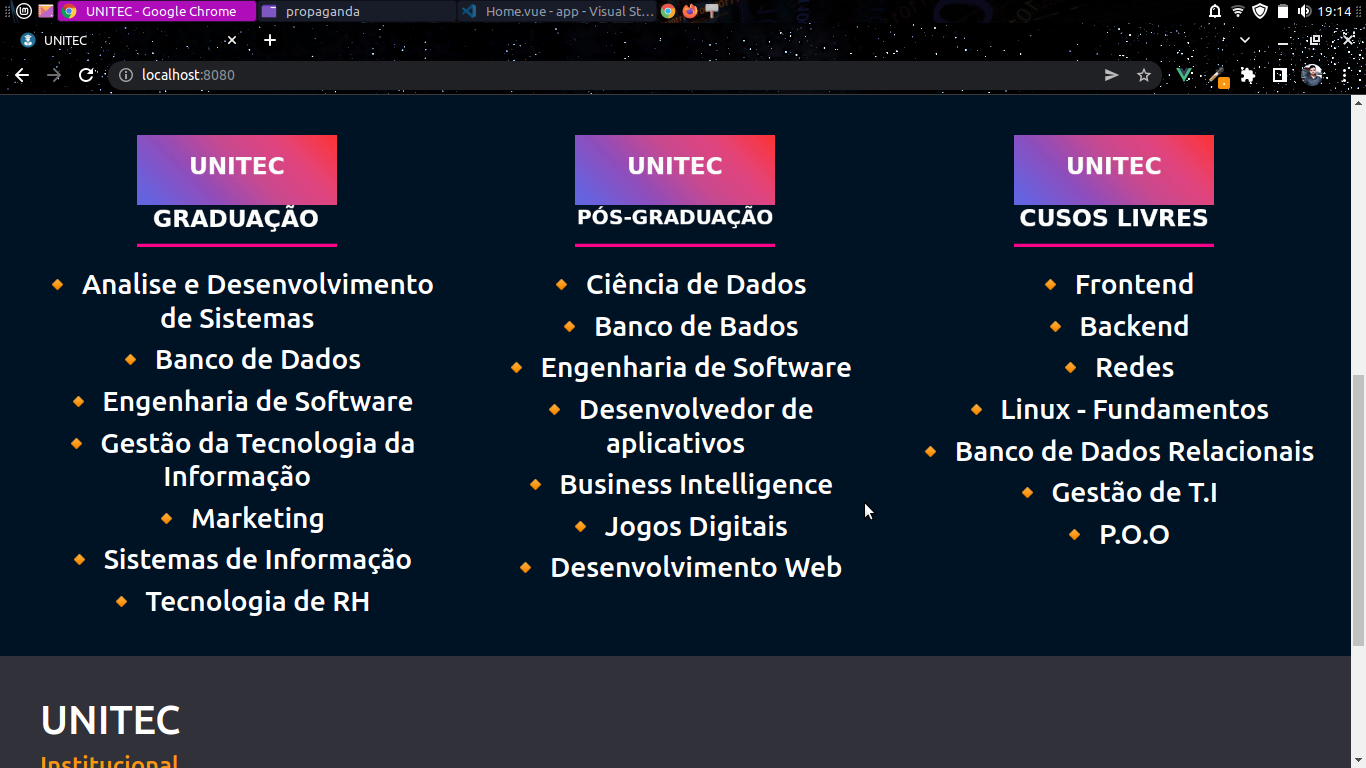 UNITEC - Google Chrome
propaganda
Home.vue - app - Visual St...
19:14
UNITEC
localhost:8080
UNITEC
GRADUAÇÃO
Analise e Desenvolvimento
de Sistemas
Banco de Dados
Engenharia de Software
Gestão da Tecnologia da
Informação
Marketing
Sistemas de Informação
Tecnologia de RH
UNITEC
PÓS-GRADUAÇÃO
Ciência de Dados
Banco de Bados
Engenharia de Software
Desenvolvedor de
aplicativos
Business Intelligence
Jogos Digitais
Desenvolvimento Web
UNITEC
CUSOS LIVRES
Frontend
Backend
Redes
Linux - Fundamentos
Banco de Dados Relacionais
Gestão de T.I
P.O.O
UNITEC
Institucional